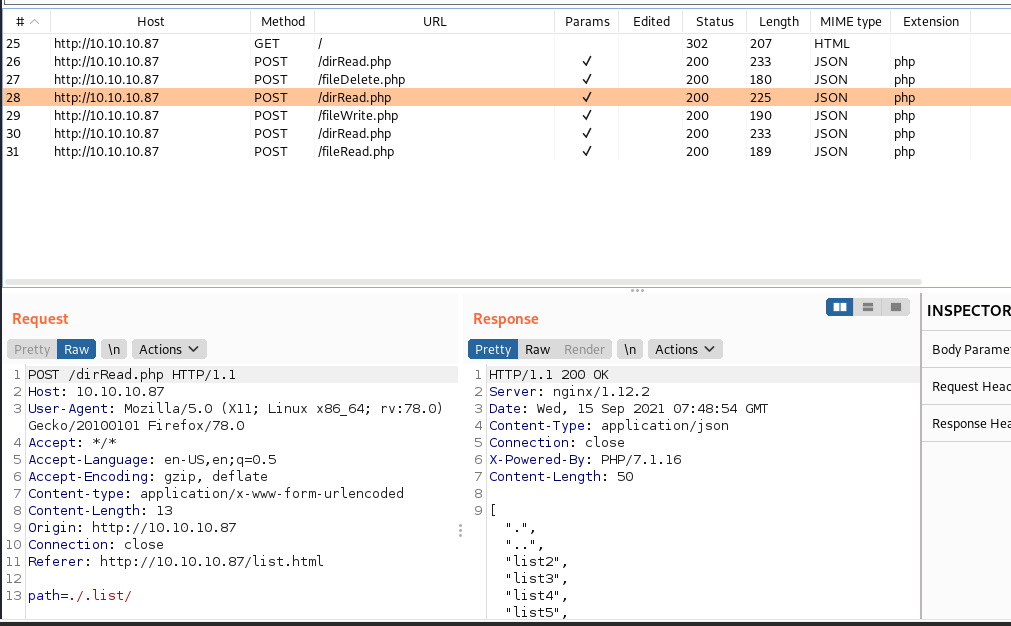 # Host Method URL Params Edited Status Length MIME type Extension
25 http://10.10.10.87 GET / 302 207 HTML
26 http://10.10.10.87 POST /dirRead.php ✓ 200 233 JSON php
27 http://10.10.10.87 POST /fileDelete.php ✓ 200 180 JSON php
28 http://10.10.10.87 POST /dirRead.php ✓ 200 225 JSON php
29 http://10.10.10.87 POST /fileWrite.php ✓ 200 190 JSON php
30 http://10.10.10.87 POST /dirRead.php ✓ 200 233 JSON php
31 http://10.10.10.87 POST /fileRead.php ✓ 200 189 JSON php
Request
Pretty Raw \n Actions
1 POST /dirRead.php HTTP/1.1
2 Host: 10.10.10.87
3 User-Agent: Mozilla/5.0 (X11; Linux x86_64; rv:78.0)
Gecko/20100101 Firefox/78.0
4 Accept: */*
5 Accept-Language: en-US,en;q=0.5
6 Accept-Encoding: gzip, deflate
7 Content-type: application/x-www-form-urlencoded
8 Content-Length: 13
9 Origin: http://10.10.10.87
10 Connection: close
11 Referer: http://10.10.10.87/list.html
12
13 path=./.list/
Response
Pretty Raw Render \n Actions
1 HTTP/1.1 200 OK
2 Server: nginx/1.12.2
3 Date: Wed, 15 Sep 2021 07:48:54 GMT
4 Content-Type: application/json
5 Connection: close
6 X-Powered-By: PHP/7.1.16
7 Content-Length: 50
8
9 [
".",
"..",
"list2",
"list3",
"list4",
"list5",
INSPECTOR
Body Parame
Request Head
Response Hea